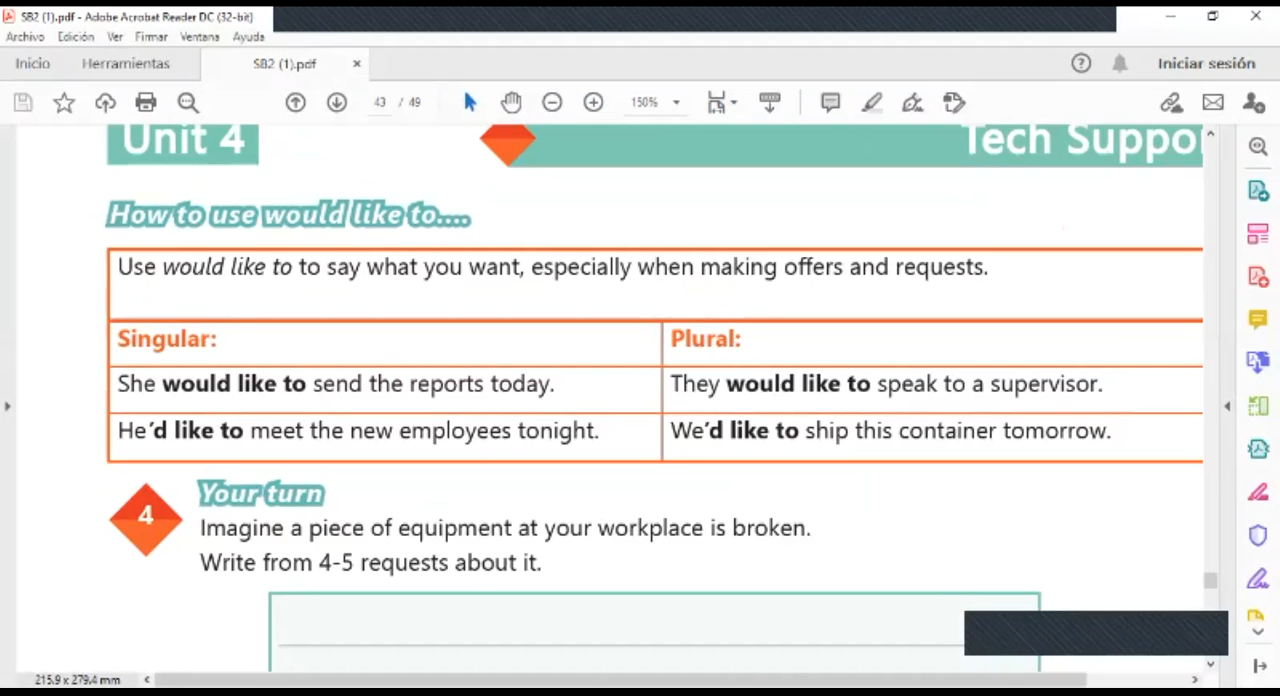 SB2 (1).pdf - Adobe Acrobat Reader DC (32-bit)
Archivo Edición Ver Firmar Ventana Ayuda
Inicio Herramientas SB2 (1).pdf × Iniciar sesión
43 / 49 150%
Unit 4 Tech Suppor
How to use would like to....
Use would like to to say what you want, especially when making offers and requests.
Singular: Plural:
She would like to send the reports today. They would like to speak to a supervisor.
He’d like to meet the new employees tonight. We’d like to ship this container tomorrow.
4 Your turn
Imagine a piece of equipment at your workplace is broken.
Write from 4-5 requests about it.
215.9 x 279.4 mm